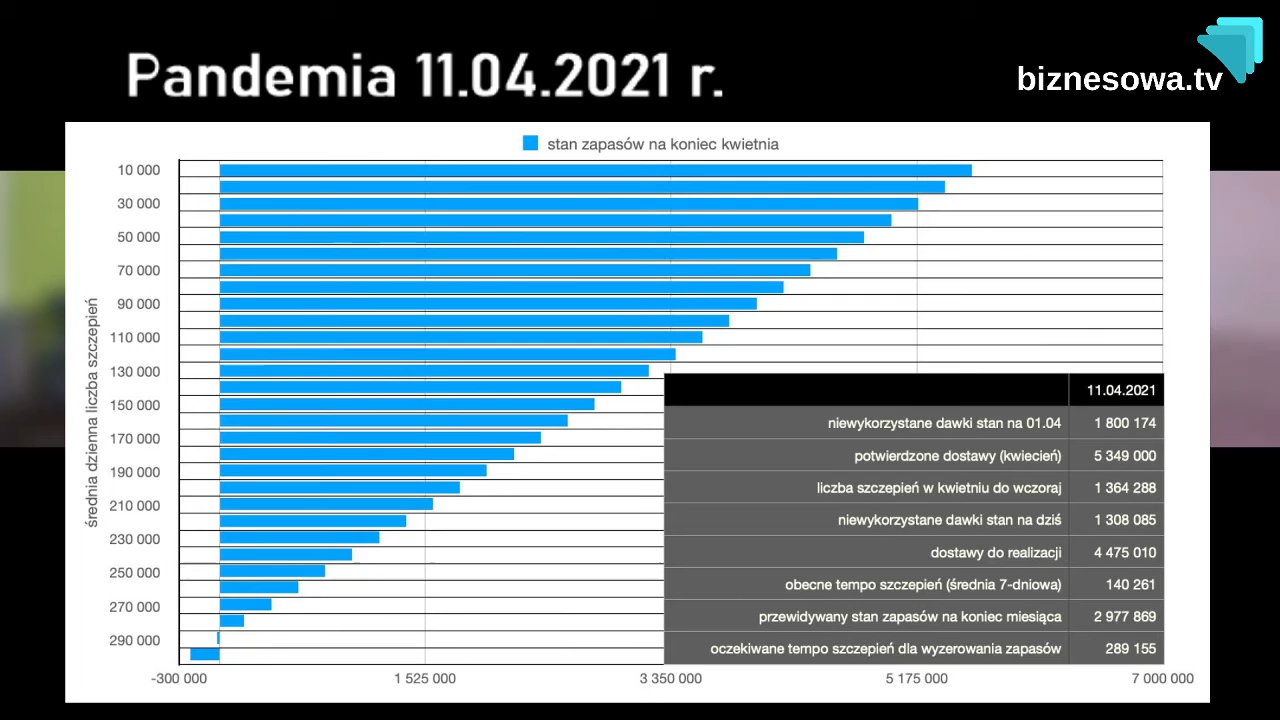 Pandemia 11.04.2021 r.
biznesowa.tv
stan zapasów na koniec kwietnia
średnia dzienna liczba szczepień
10 000
30 000
50 000
70 000
90 000
110 000
130 000
150 000
170 000
190 000
210 000
230 000
250 000
270 000
290 000
-300 000 1 525 000 3 350 000 5 175 000 7 000 000
11.04.2021
niewykorzystane dawki stan na 01.04 1 800 174
potwierdzone dostawy (kwiecień) 5 349 000
liczba szczepień w kwietniu do wczoraj 1 364 288
niewykorzystane dawki stan na dziś 1 308 085
dostawy do realizacji 4 475 010
obecne tempo szczepień (średnia 7-dniowa) 140 261
przewidywany stan zapasów na koniec miesiąca 2 977 869
oczekiwane tempo szczepień dla wyzerowania zapasów 289 155